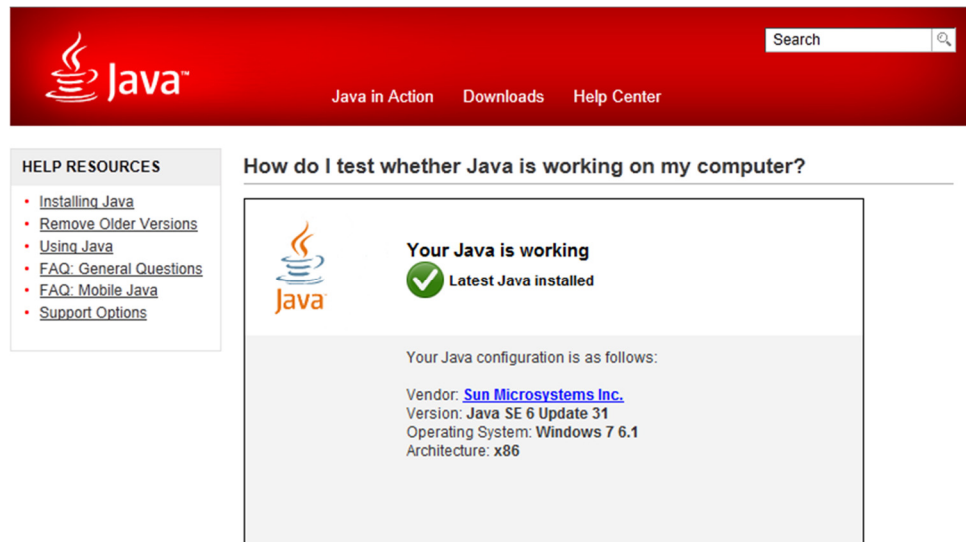 Java™
Search
Java in Action Downloads Help Center
HELP RESOURCES
Installing Java
Remove Older Versions
Using Java
FAQ: General Questions
FAQ: Mobile Java
Support Options
How do I test whether Java is working on my computer?
Java
Your Java is working
Latest Java installed
Your Java configuration is as follows:
Vendor: Sun Microsystems Inc.
Version: Java SE 6 Update 31
Operating System: Windows 7 6.1
Architecture: x86